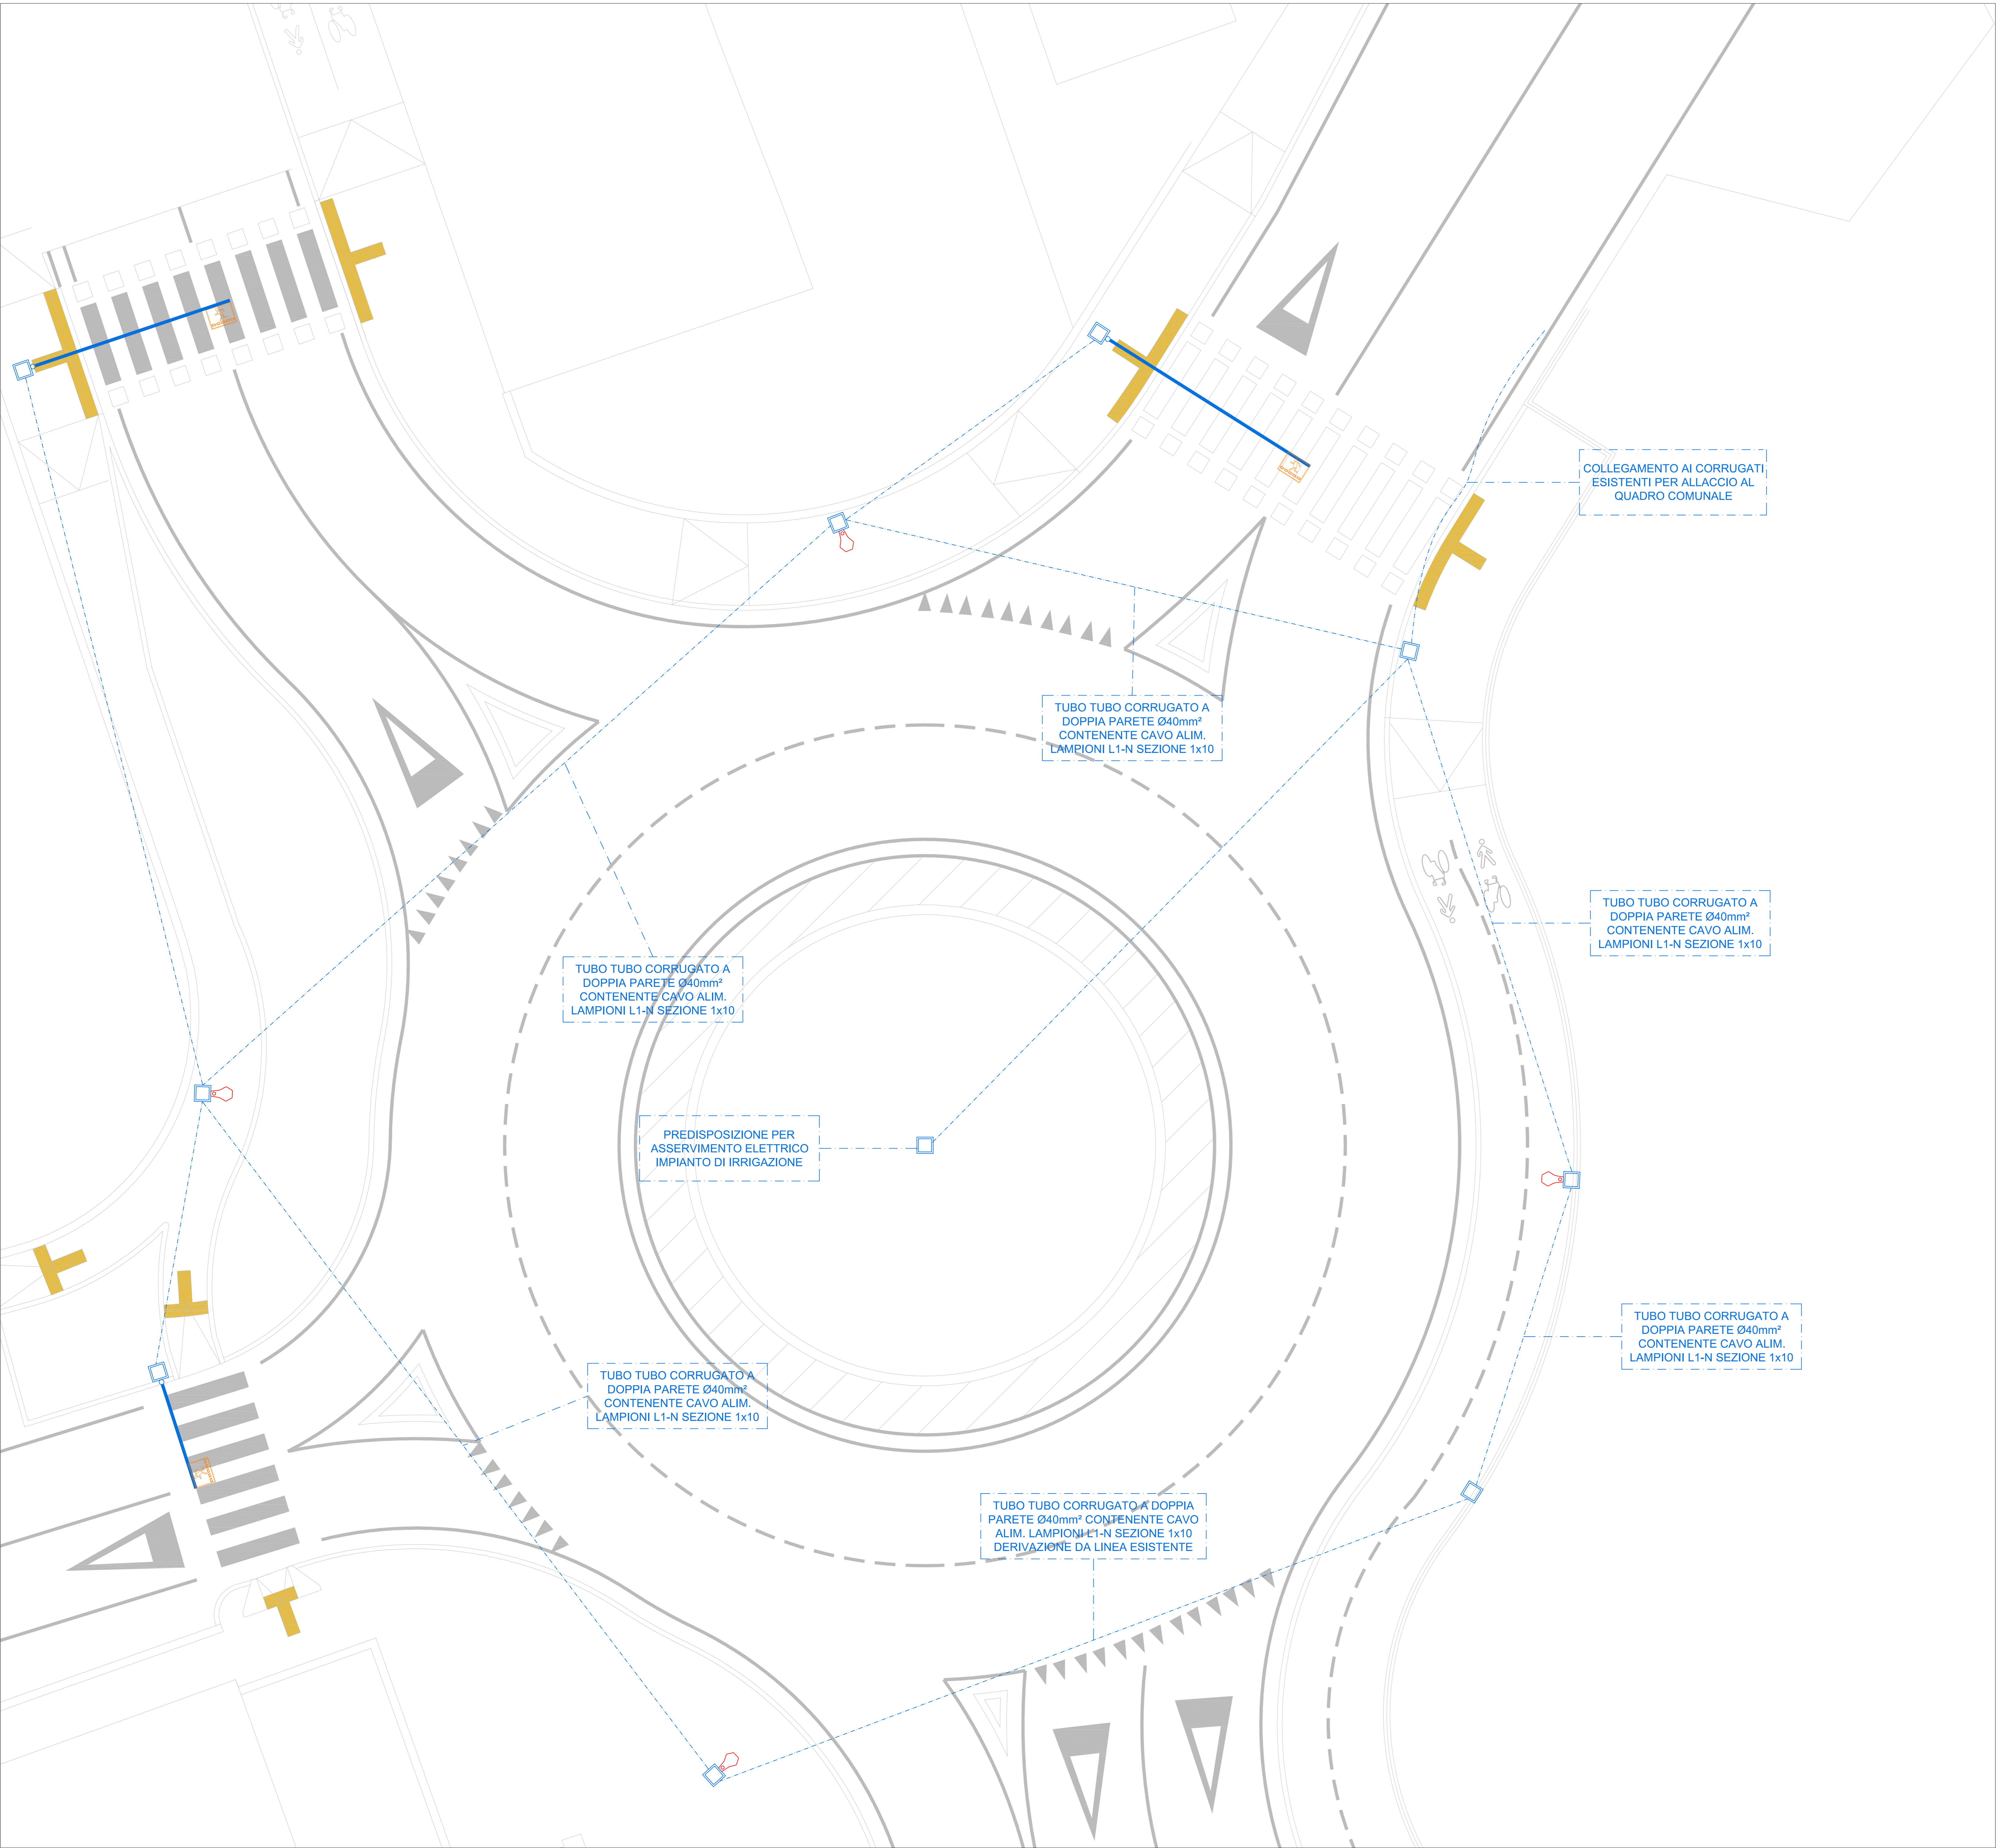 COLLEGAMENTO AI CORRUGATI
ESISTENTI PER ALLACCIO AL
QUADRO COMUNALE
TUBO TUBO CORRUGATO A
DOPPIA PARETE Ø40mm²
CONTENENTE CAVO ALIM.
LAMPIONI L1-N SEZIONE 1x10
TUBO TUBO CORRUGATO A
DOPPIA PARETE Ø40mm²
CONTENENTE CAVO ALIM.
LAMPIONI L1-N SEZIONE 1x10
TUBO TUBO CORRUGATO A
DOPPIA PARETE Ø40mm²
CONTENENTE CAVO ALIM.
LAMPIONI L1-N SEZIONE 1x10
PREDISPOSIZIONE PER
ASSERVIMENTO ELETTRICO
IMPIANTO DI IRRIGAZIONE
TUBO TUBO CORRUGATO A
DOPPIA PARETE Ø40mm²
CONTENENTE CAVO ALIM.
LAMPIONI L1-N SEZIONE 1x10
TUBO TUBO CORRUGATO A
DOPPIA PARETE Ø40mm²
CONTENENTE CAVO ALIM.
LAMPIONI L1-N SEZIONE 1x10
TUBO TUBO CORRUGATO A DOPPIA
PARETE Ø40mm² CONTENENTE CAVO
ALIM. LAMPIONI L1-N SEZIONE 1x10
DERIVAZIONE DA LINEA ESISTENTE